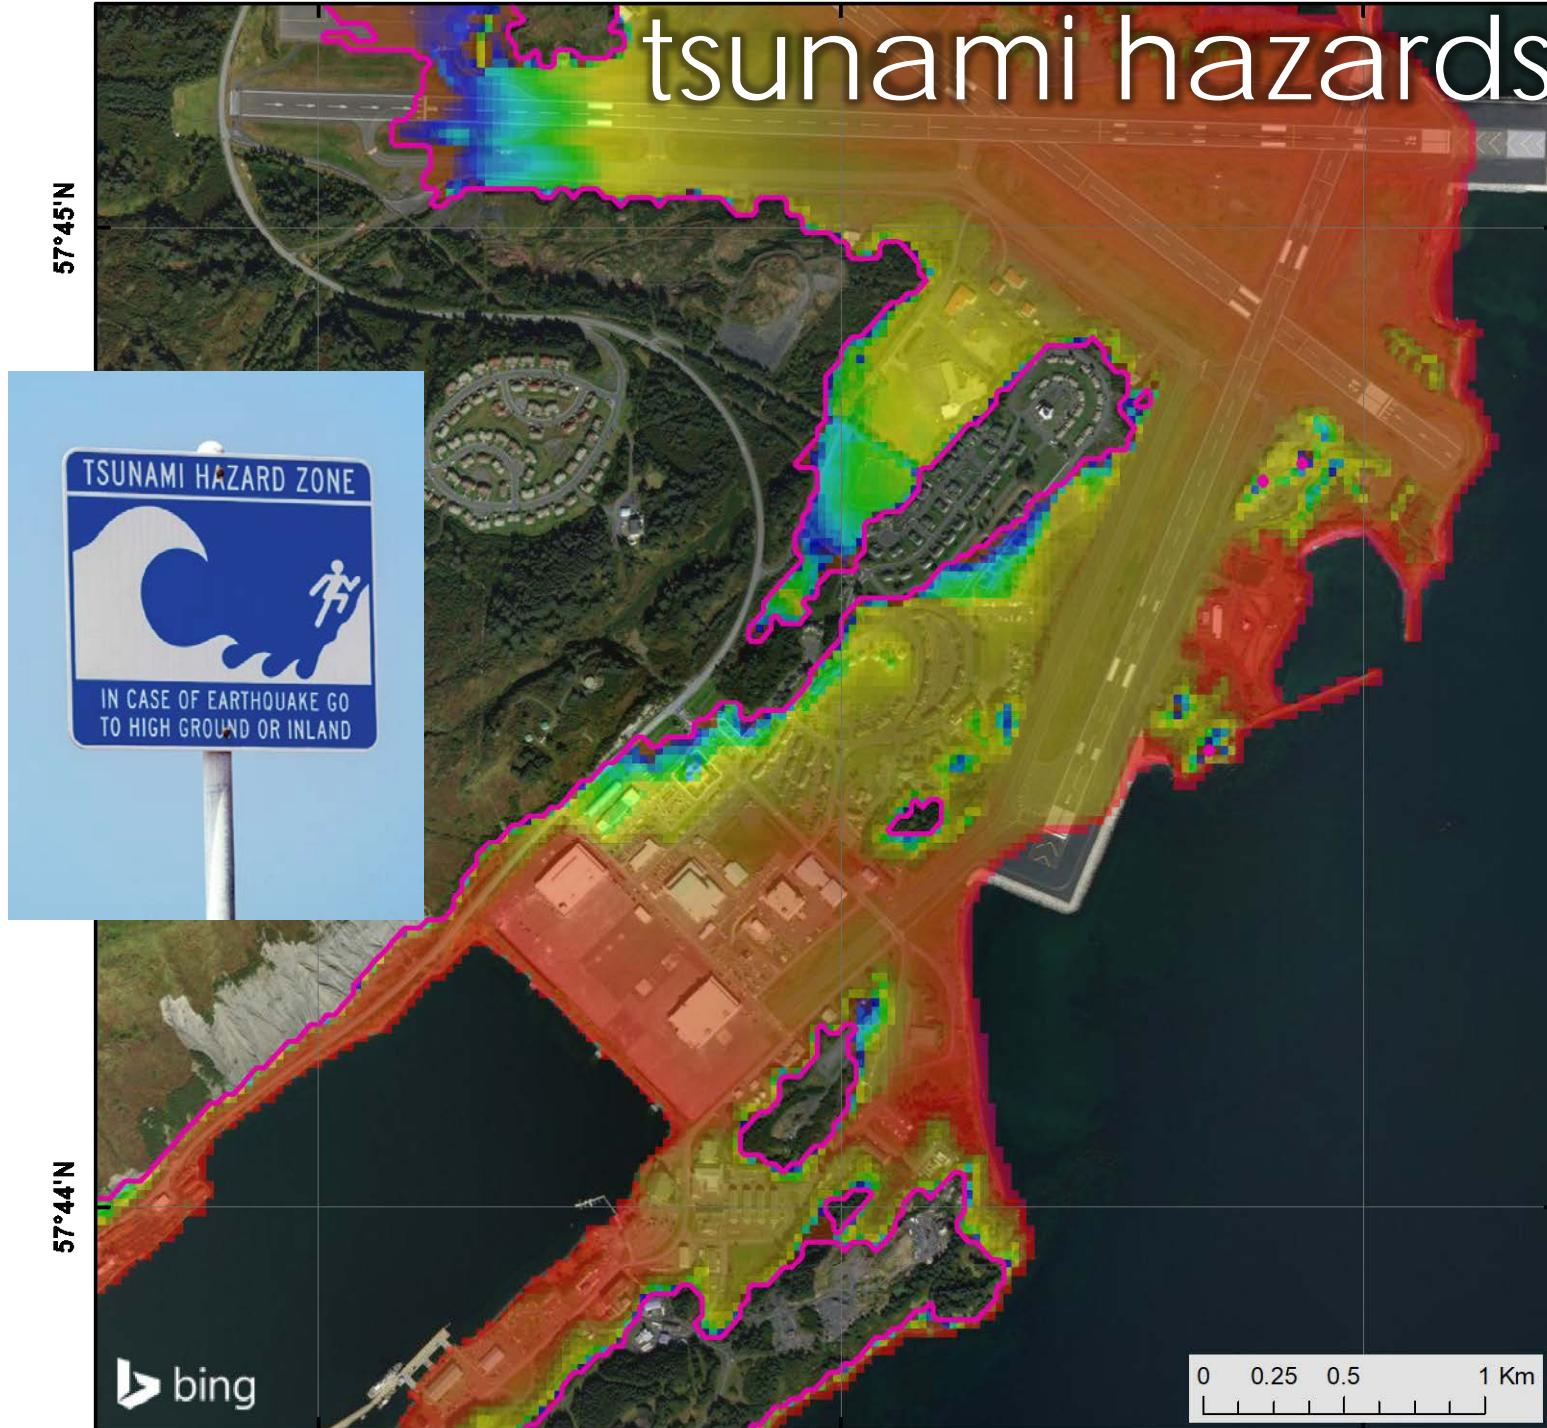 tsunami hazards
57°45'N
TSUNAMI HAZARD ZONE
IN CASE OF EARTHQUAKE GO
TO HIGH GROUND OR INLAND
57°44'N
bing
0 0.25 0.5 1 Km